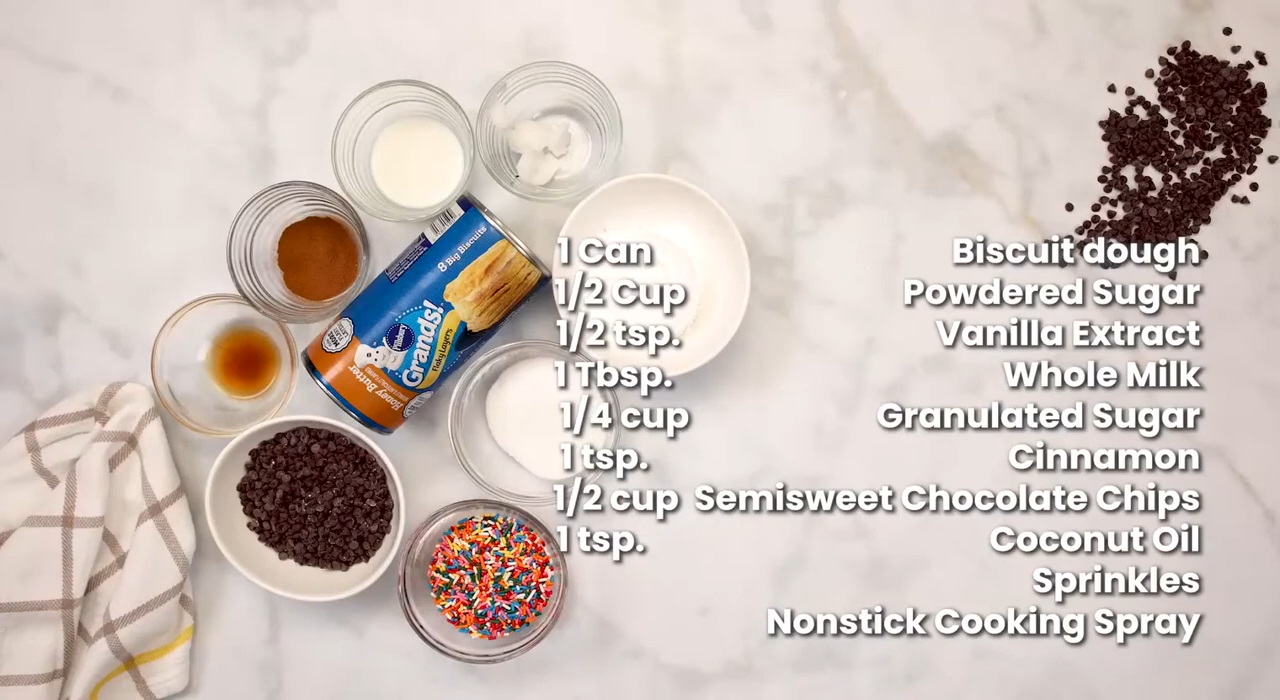 1 Can Biscuit dough
1/2 Cup Powdered Sugar
1/2 tsp. Vanilla Extract
1 Tbsp. Whole Milk
1/4 cup Granulated Sugar
1 tsp. Cinnamon
1/2 cup Semisweet Chocolate Chips
1 tsp. Coconut Oil
Sprinkles
Nonstick Cooking Spray
8 Big Biscuits
Pillsbury
Grands!
Flaky Layers
Honey Butter